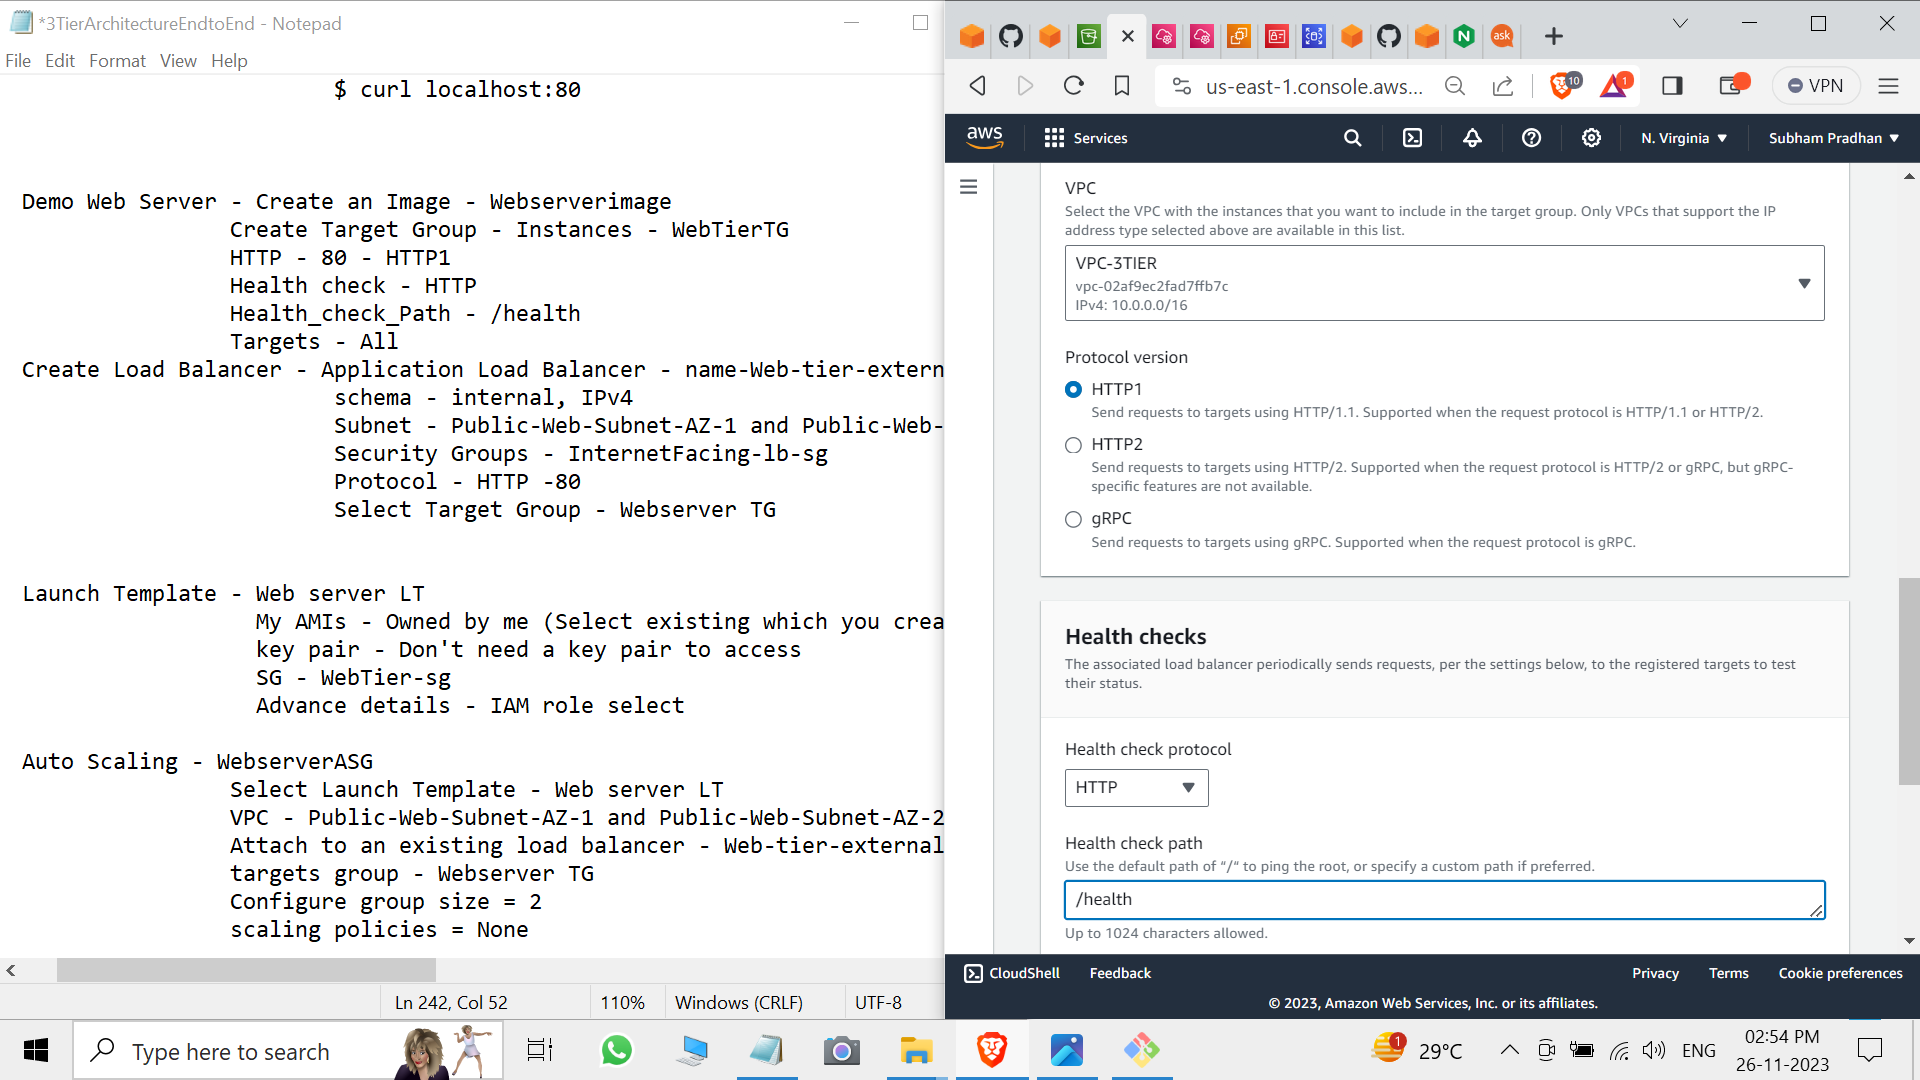 *3TierArchitectureEndtoEnd - Notepad
File Edit Format View Help
$ curl localhost:80
Demo Web Server - Create an Image - Webserverimage
Create Target Group - Instances - WebTierTG
HTTP - 80 - HTTP1
Health check - HTTP
Health_check_Path - /health
Targets - All
Create Load Balancer - Application Load Balancer - name-Web-tier-extern
schema - internal, IPv4
Subnet - Public-Web-Subnet-AZ-1 and Public-Web-
Security Groups - InternetFacing-lb-sg
Protocol - HTTP -80
Select Target Group - Webserver TG
Launch Template - Web server LT
My AMIs - Owned by me (Select existing which you crea
key pair - Don't need a key pair to access
SG - WebTier-sg
Advance details - IAM role select
Auto Scaling - WebserverASG
Select Launch Template - Web server LT
VPC - Public-Web-Subnet-AZ-1 and Public-Web-Subnet-AZ-2
Attach to an existing load balancer - Web-tier-external
targets group - Webserver TG
Configure group size = 2
scaling policies = None
Ln 242, Col 52 110% Windows (CRLF) UTF-8
ask
us-east-1.console.aws... 10 1 VPN
aws Services N. Virginia Subham Pradhan
VPC
Select the VPC with the instances that you want to include in the target group. Only VPCs that support the IP
address type selected above are available in this list.
VPC-3TIER
vpc-02af9ec2fad7ffb7c
IPv4: 10.0.0.0/16
Protocol version
HTTP1
Send requests to targets using HTTP/1.1. Supported when the request protocol is HTTP/1.1 or HTTP/2.
HTTP2
Send requests to targets using HTTP/2. Supported when the request protocol is HTTP/2 or gRPC, but gRPC-
specific features are not available.
gRPC
Send requests to targets using gRPC. Supported when the request protocol is gRPC.
Health checks
The associated load balancer periodically sends requests, per the settings below, to the registered targets to test
their status.
Health check protocol
HTTP
Health check path
Use the default path of “/“ to ping the root, or specify a custom path if preferred.
/health
Up to 1024 characters allowed.
CloudShell Feedback Privacy Terms Cookie preferences
© 2023, Amazon Web Services, Inc. or its affiliates.
Type here to search
1 29°C ENG
02:54 PM
26-11-2023